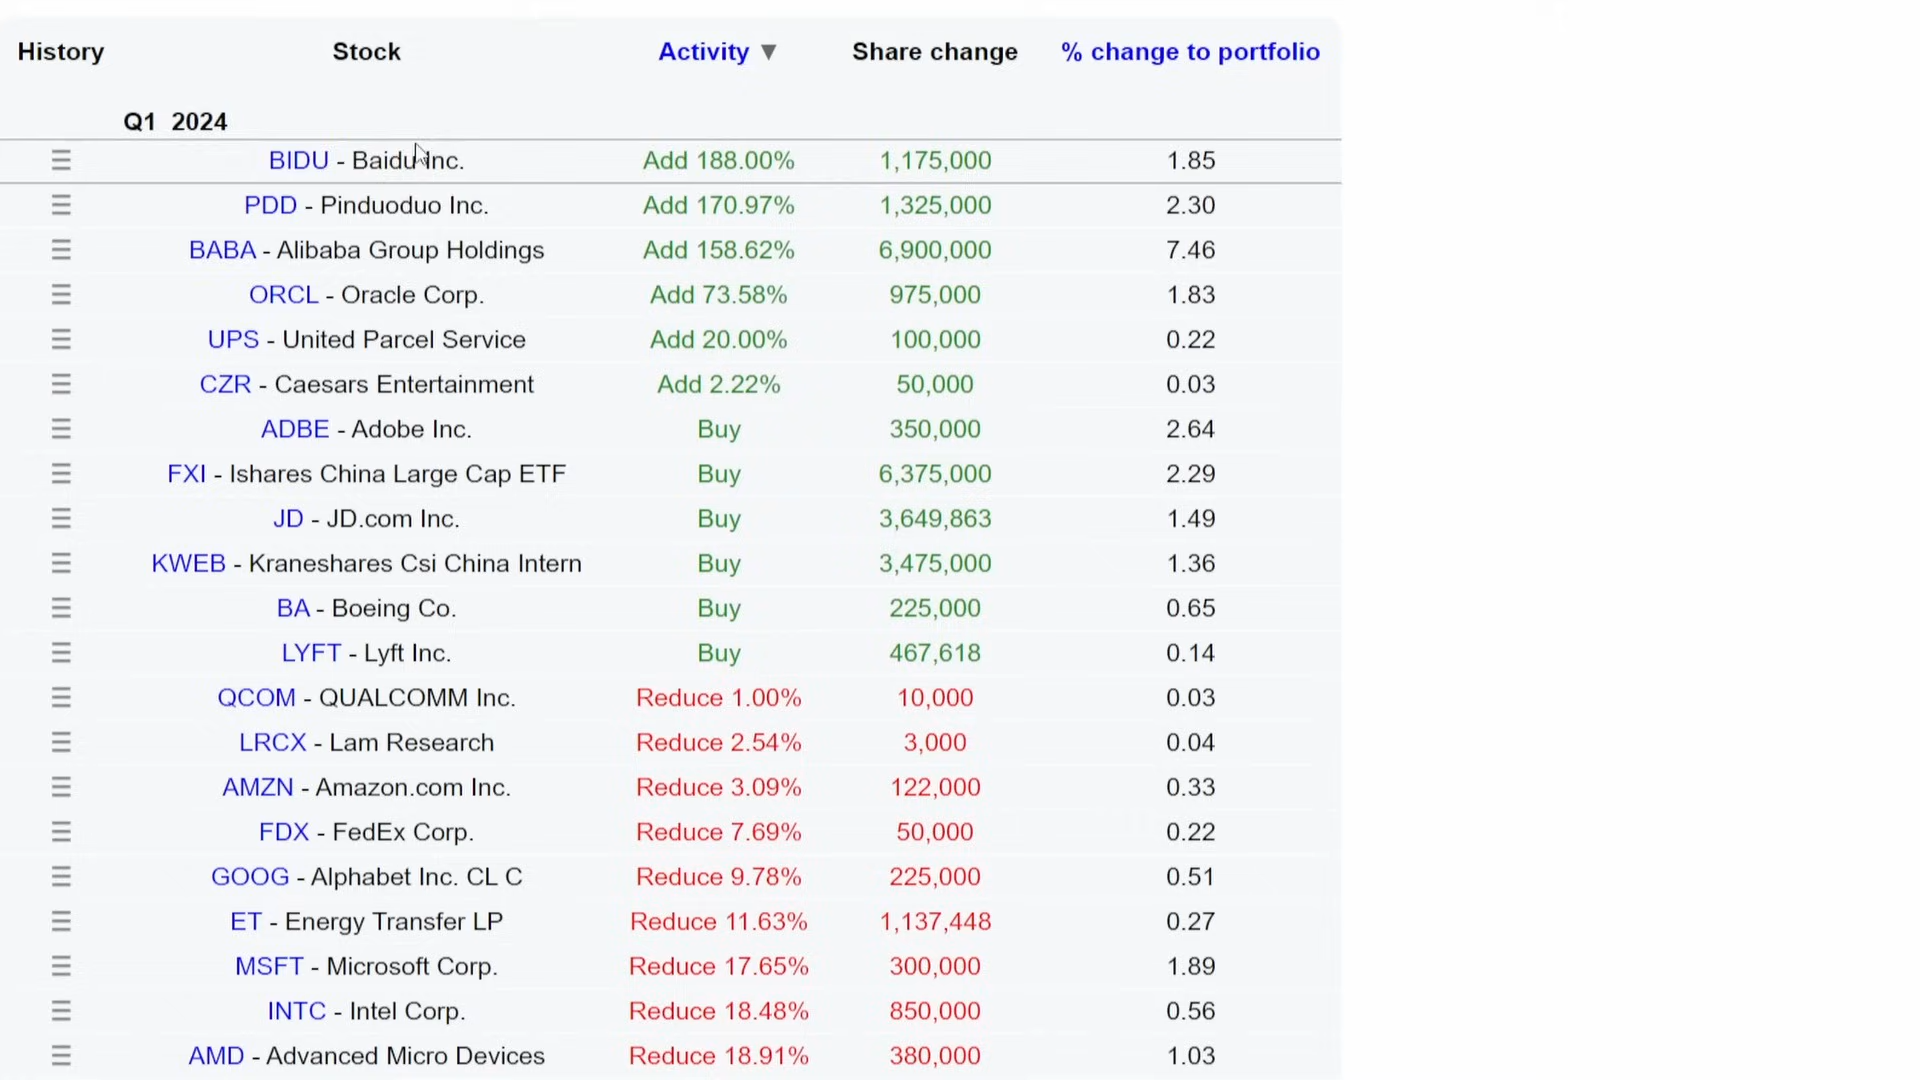 History Stock Activity ▼ Share change % change to portfolio
Q1 2024
BIDU - Baidu Inc. Add 188.00% 1,175,000 1.85
PDD - Pinduoduo Inc. Add 170.97% 1,325,000 2.30
BABA - Alibaba Group Holdings Add 158.62% 6,900,000 7.46
ORCL - Oracle Corp. Add 73.58% 975,000 1.83
UPS - United Parcel Service Add 20.00% 100,000 0.22
CZR - Caesars Entertainment Add 2.22% 50,000 0.03
ADBE - Adobe Inc. Buy 350,000 2.64
FXI - Ishares China Large Cap ETF Buy 6,375,000 2.29
JD - JD.com Inc. Buy 3,649,863 1.49
KWEB - Kraneshares Csi China Intern Buy 3,475,000 1.36
BA - Boeing Co. Buy 225,000 0.65
LYFT - Lyft Inc. Buy 467,618 0.14
QCOM - QUALCOMM Inc. Reduce 1.00% 10,000 0.03
LRCX - Lam Research Reduce 2.54% 3,000 0.04
AMZN - Amazon.com Inc. Reduce 3.09% 122,000 0.33
FDX - FedEx Corp. Reduce 7.69% 50,000 0.22
GOOG - Alphabet Inc. CL C Reduce 9.78% 225,000 0.51
ET - Energy Transfer LP Reduce 11.63% 1,137,448 0.27
MSFT - Microsoft Corp. Reduce 17.65% 300,000 1.89
INTC - Intel Corp. Reduce 18.48% 850,000 0.56
AMD - Advanced Micro Devices Reduce 18.91% 380,000 1.03